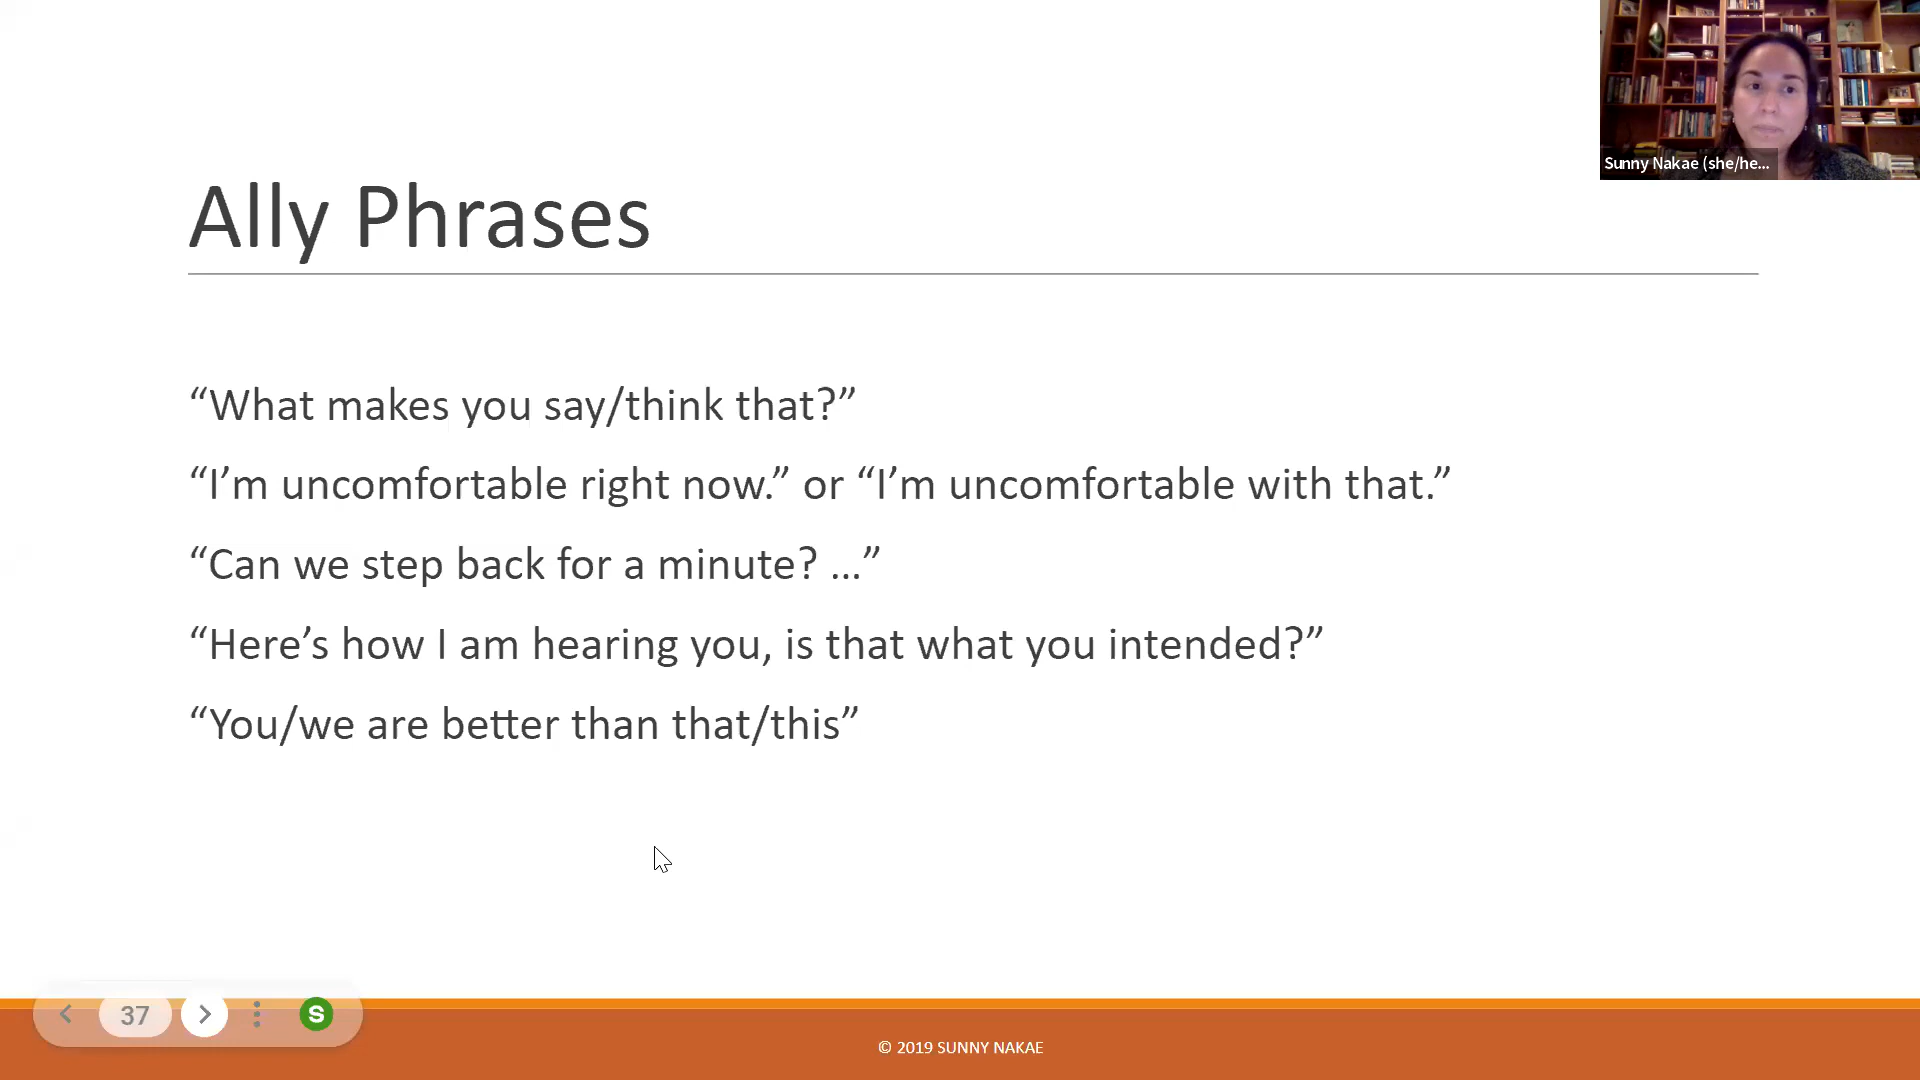 Sunny Nakae (she/he...
Ally Phrases
“What makes you say/think that?”
“I’m uncomfortable right now.” or “I’m uncomfortable with that.”
“Can we step back for a minute? ...”
“Here’s how I am hearing you, is that what you intended?”
“You/we are better than that/this”
37
S
© 2019 SUNNY NAKAE